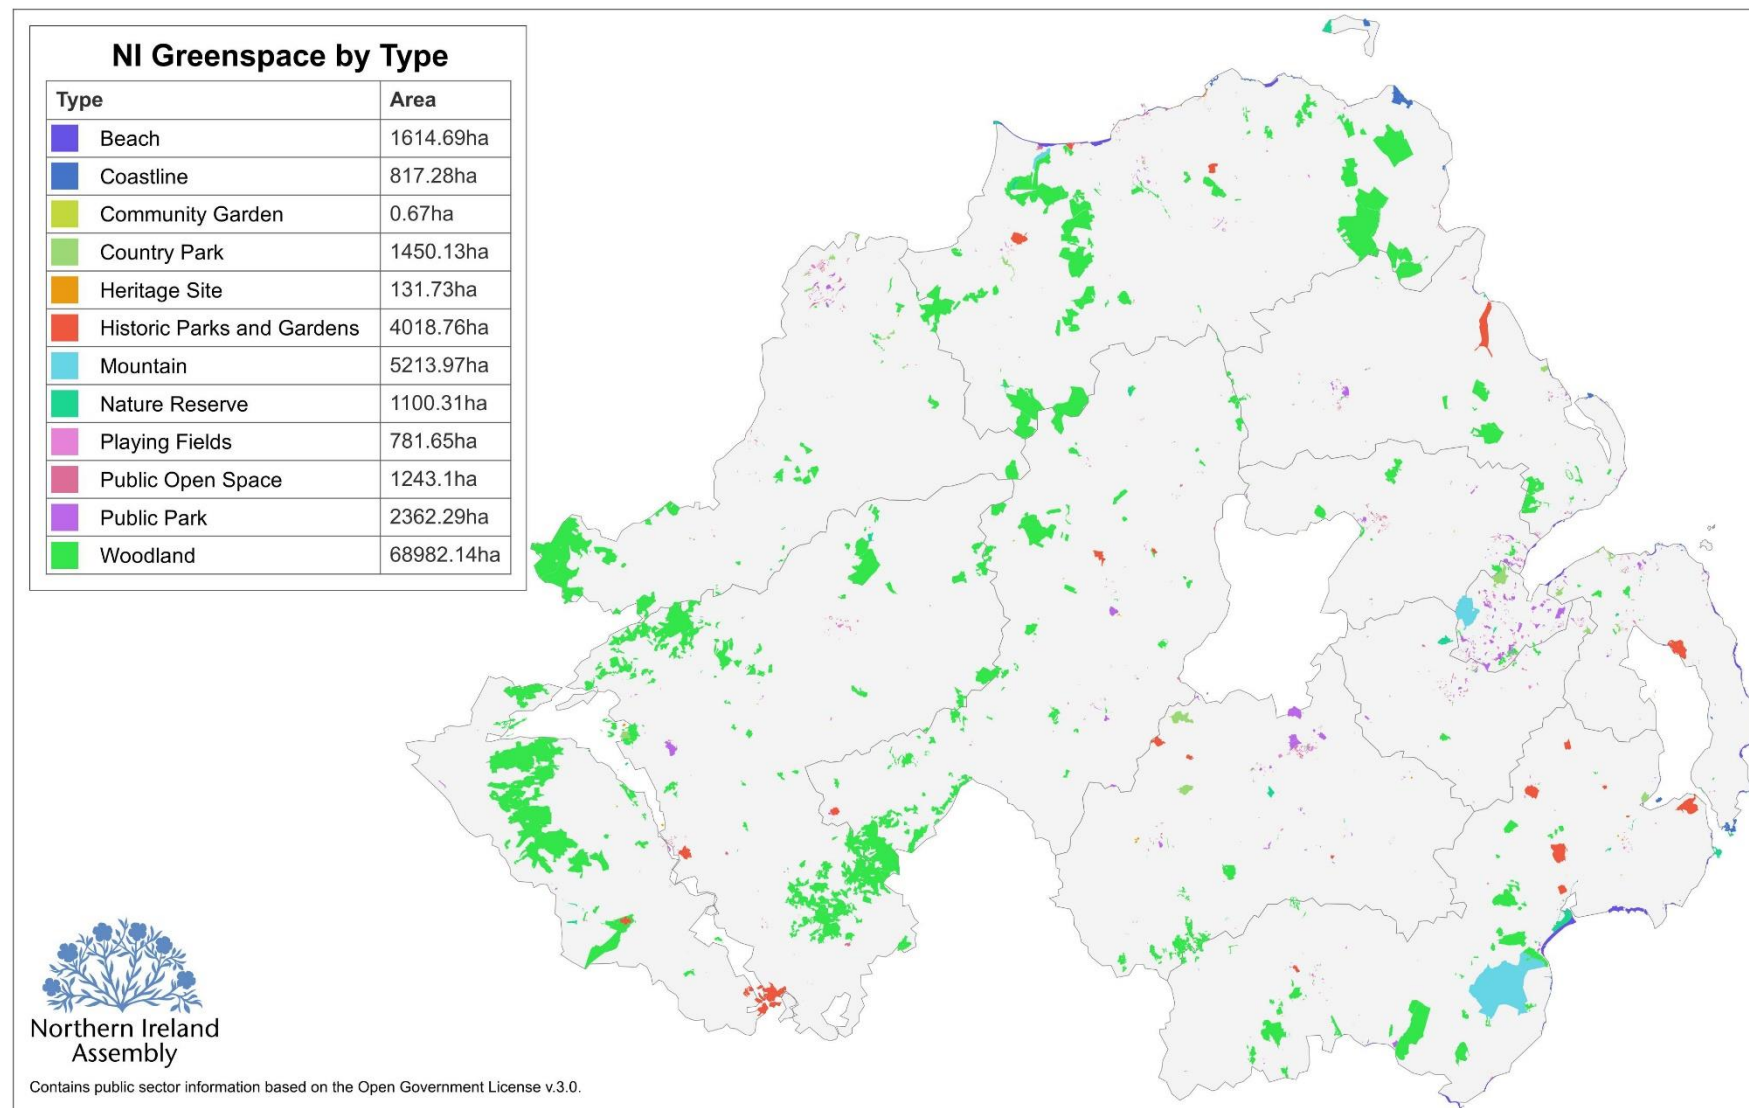 NI Greenspace by Type
Type Area
Beach 1614.69ha
Coastline 817.28ha
Community Garden 0.67ha
Country Park 1450.13ha
Heritage Site 131.73ha
Historic Parks and Gardens 4018.76ha
Mountain 5213.97ha
Nature Reserve 1100.31ha
Playing Fields 781.65ha
Public Open Space 1243.1ha
Public Park 2362.29ha
Woodland 68982.14ha
Northern Ireland
Assembly
Contains public sector information based on the Open Government License v.3.0.